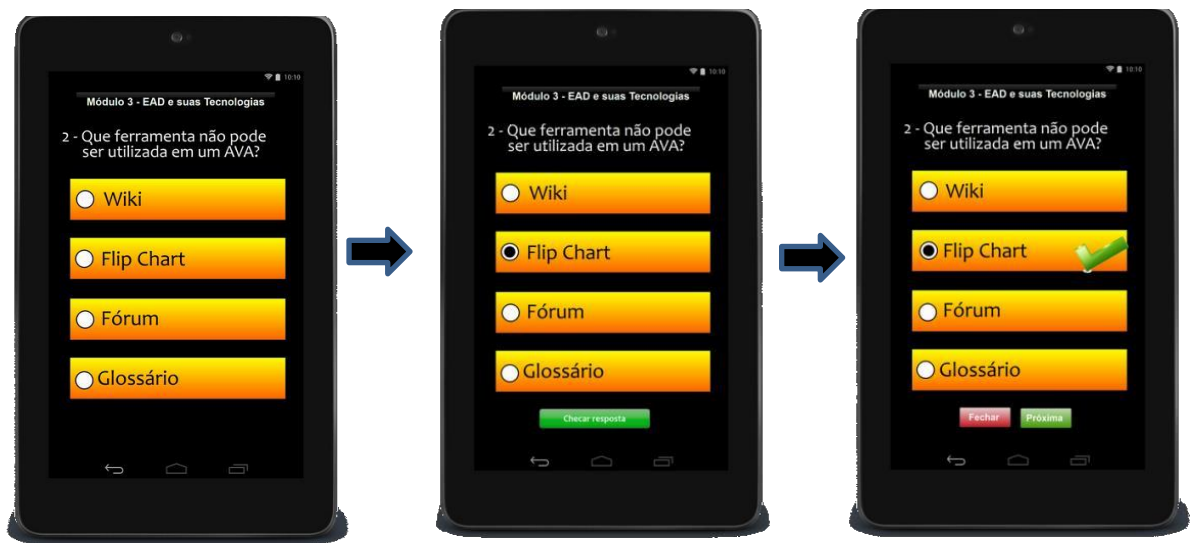 10:10
Módulo 3 - EAD e suas Tecnologias
2 - Que ferramenta não pode
ser utilizada em um AVA?
Wiki
Flip Chart
Fórum
Glossário
10:10
Módulo 3 - EAD e suas Tecnologias
2 - Que ferramenta não pode
ser utilizada em um AVA?
Wiki
Flip Chart
Fórum
Glossário
Checar resposta
10:10
Módulo 3 - EAD e suas Tecnologias
2 - Que ferramenta não pode
ser utilizada em um AVA?
Wiki
Flip Chart
Fórum
Glossário
Fechar Próxima